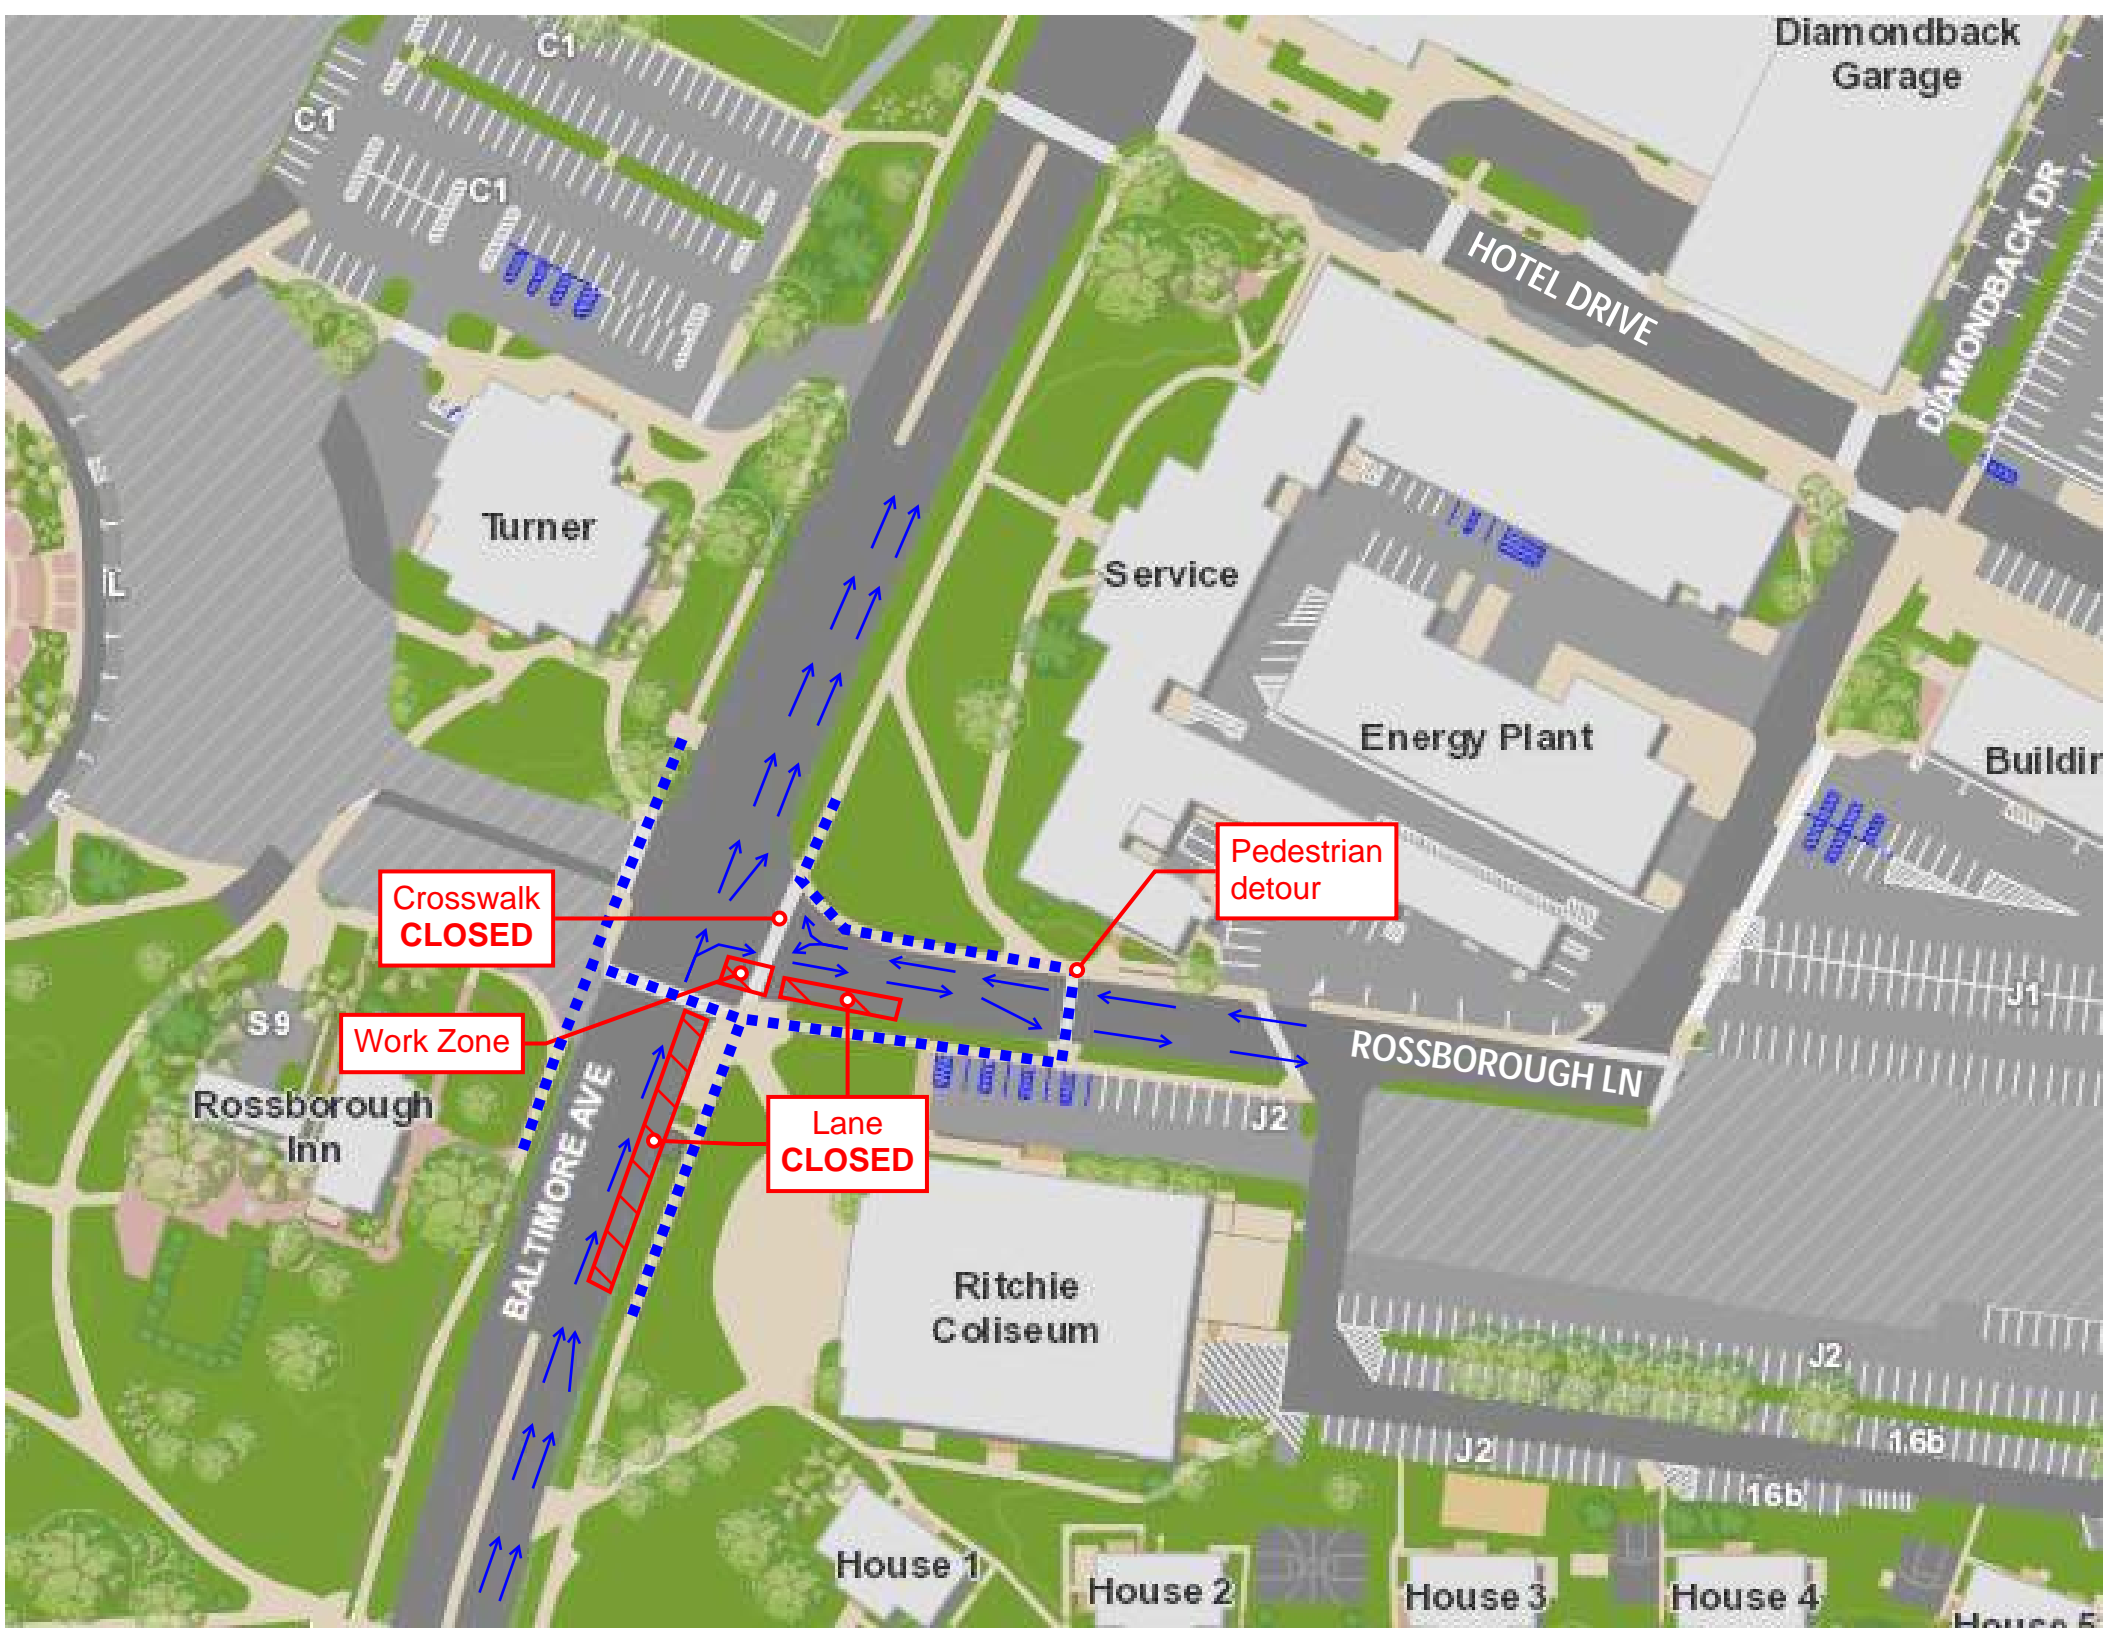 Diamondback
Garage
C1
C1
C1
DIAMONDBACK DR
HOTEL DRIVE
Turner
Service
Energy Plant
Buildin
Pedestrian
detour
Crosswalk
CLOSED
S9
Work Zone
J1
ROSSBOROUGH LN
Rossborough
Inn
BALTIMORE AVE
Lane
CLOSED
J2
Ritchie
Coliseum
J2
J2
16b
16b
House 1
House 2
House 3
House 4
House 5